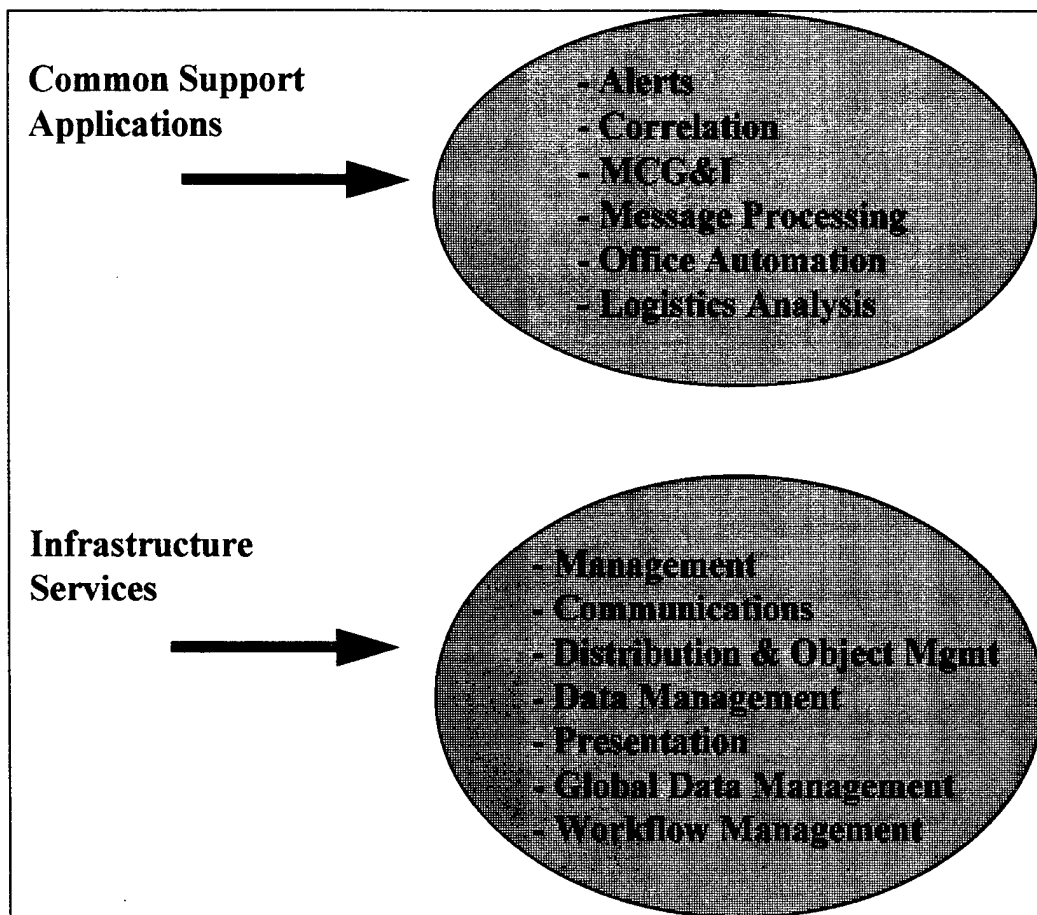 Common Support
Applications
- Alerts
- Correlation
- MCG&I
- Message Processing
- Office Automation
- Logistics Analysis
Infrastructure
Services
- Management
- Communications
- Distribution & Object Mgmt
- Data Management
- Presentation
- Global Data Management
- Workflow Management